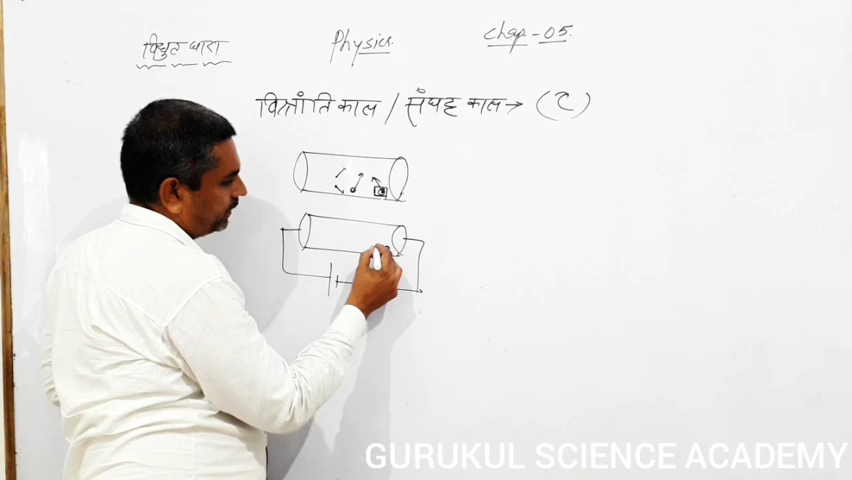 विधुत धारा Physics. Chap-05.
विश्रांति काल / संघट्ट काल → (τ)
GURUKUL SCIENCE ACADEMY